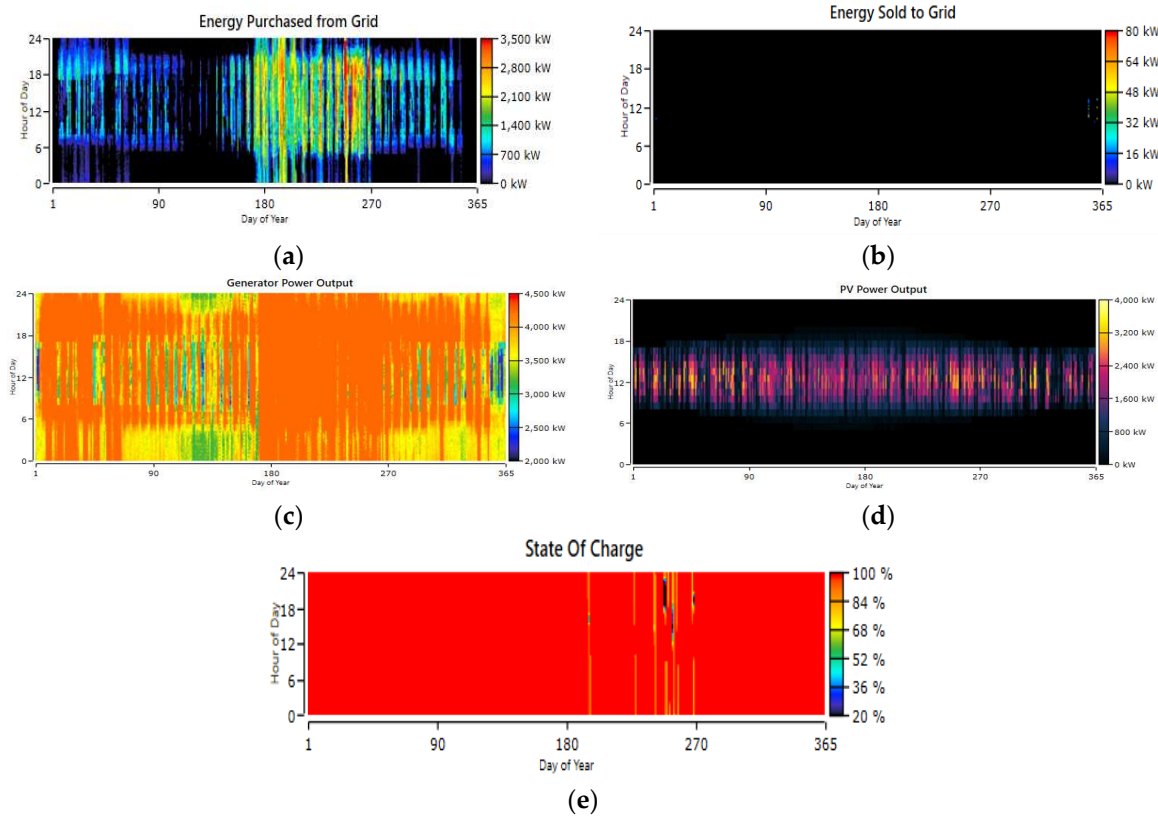 Energy Purchased from Grid
24
18
12
6
0
Hour of Day
3,500 kW
2,800 kW
2,100 kW
1,400 kW
700 kW
0 kW
1 90 180 270 365
Day of Year
(a)
Energy Sold to Grid
24
18
12
6
0
Hour of Day
80 kW
64 kW
48 kW
32 kW
16 kW
0 kW
1 90 180 270 365
Day of Year
(b)
Generator Power Output
24
18
12
6
0
Hour of Day
4,500 kW
4,000 kW
3,500 kW
3,000 kW
2,500 kW
2,000 kW
1 90 180 270 365
Day of Year
(c)
PV Power Output
24
18
12
6
0
Hour of Day
4,000 kW
3,200 kW
2,400 kW
1,600 kW
800 kW
0 kW
1 90 180 270 365
Day of Year
(d)
State Of Charge
24
18
12
6
0
Hour of Day
100 %
84 %
68 %
52 %
36 %
20 %
1 90 180 270 365
Day of Year
(e)